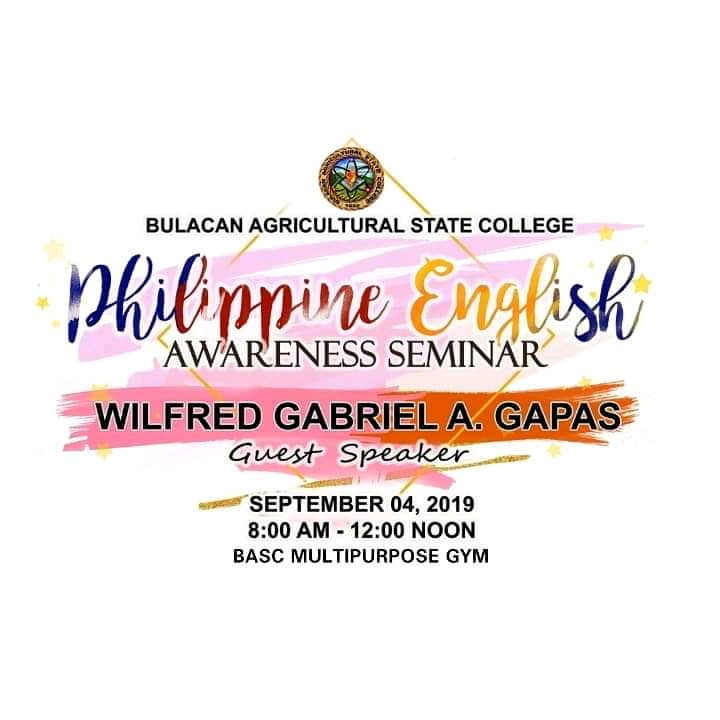 BULACAN AGRICULTURAL STATE COLLEGE
Philippine English
AWARENESS SEMINAR
WILFRED GABRIEL A. GAPAS
Guest Speaker
SEPTEMBER 04, 2019
8:00 AM - 12:00 NOON
BASC MULTIPURPOSE GYM